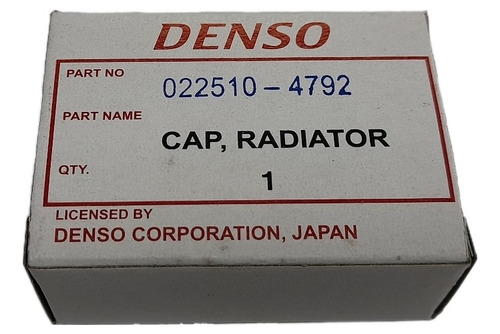 DENSO
PART NO 022510-4792
PART NAME
CAP, RADIATOR
QTY. 1
LICENSED BY
DENSO CORPORATION, JAPAN